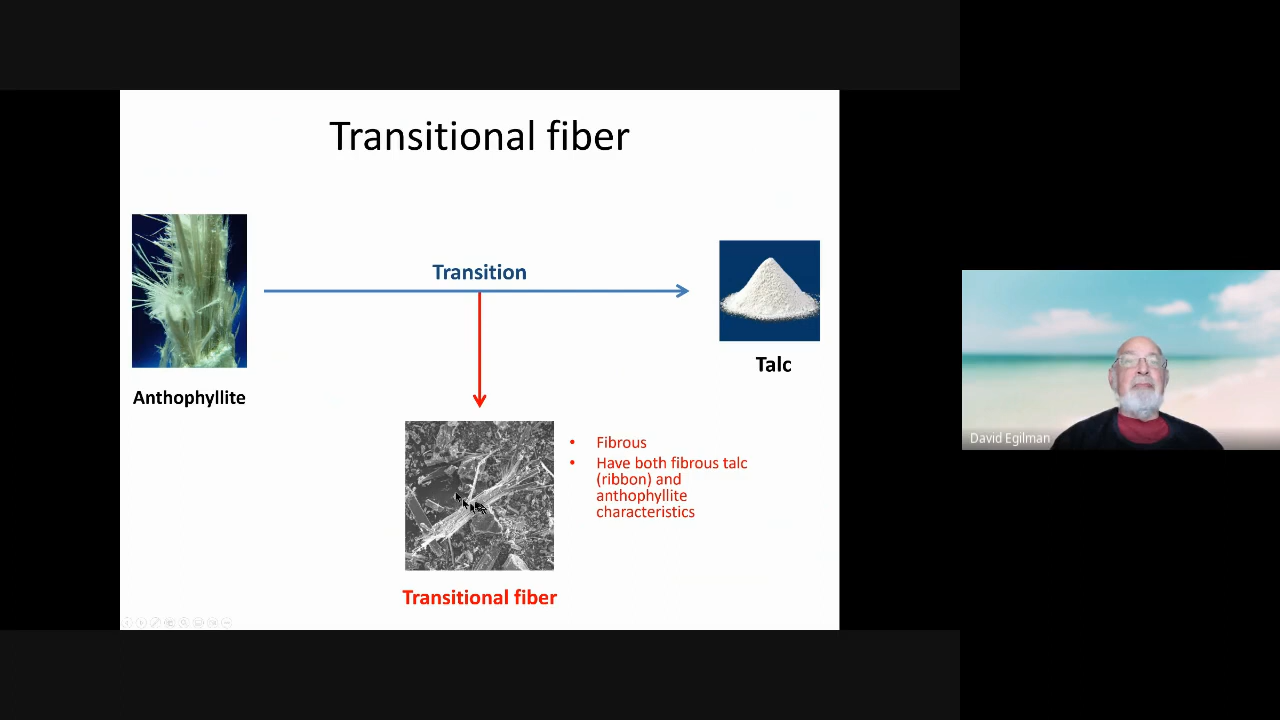 Transitional fiber
Transition
Anthophyllite
Talc
• Fibrous
• Have both fibrous talc
(ribbon) and
anthophyllite
characteristics
Transitional fiber
David Egilman